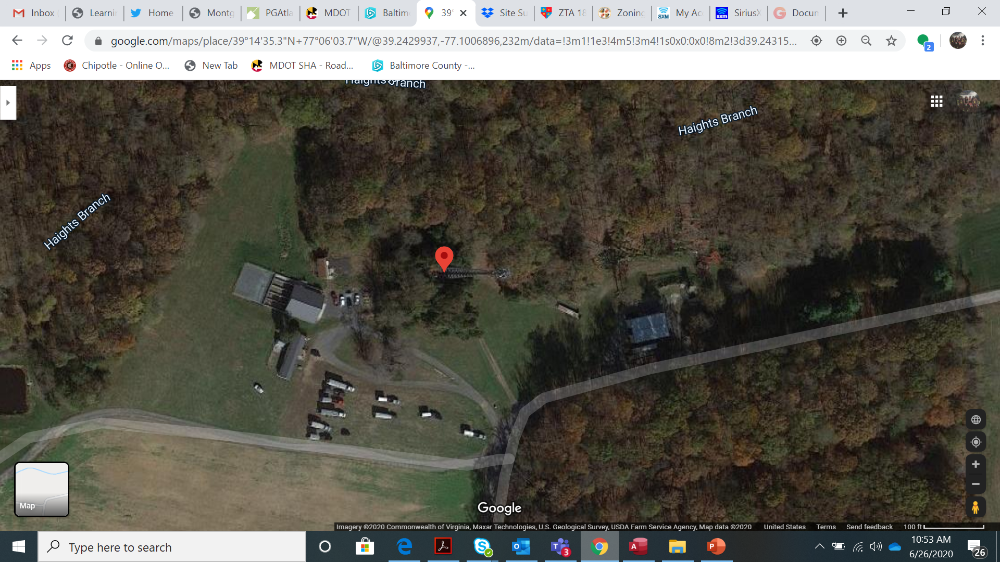 Inbox
Learnin
Home
Montg
PGAtla
MDOT
Baltim
39°
Site Su
ZTA 18
Zoning
My Acc
SiriusX
Docun
google.com/maps/place/39°14'35.3"N+77°06'03.7"W/@39.2429937,-77.1006896,232m/data=!3m1!1e3!4m5!3m4!1s0x0:0x0!8m2!3d39.24315...
2
Apps
Chipotle - Online O...
New Tab
MDOT SHA - Road...
Baltimore County -...
Haights Branch
Haights Branch
Haights Branch
Map
Google
Imagery ©2020 Commonwealth of Virginia, Maxar Technologies, U.S. Geological Survey, USDA Farm Service Agency, Map data ©2020 United States Terms Send feedback 100 ft
Type here to search
3
10:53 AM
6/26/2020
26